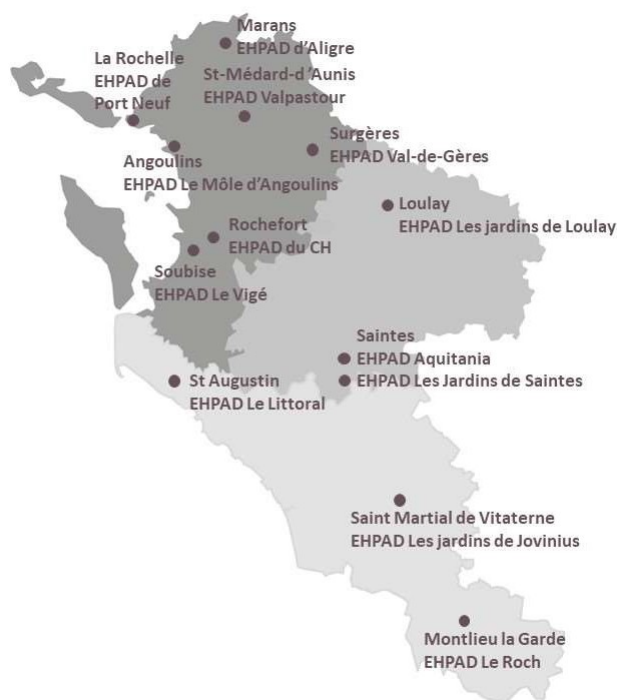 Marans
EHPAD d'Aligre
La Rochelle
EHPAD de
Port Neuf
St-Médard-d'Aunis
EHPAD Valpastour
Surgères
EHPAD Val-de-Gères
Angoulins
EHPAD Le Môle d'Angoulins
Loulay
EHPAD Les jardins de Loulay
Rochefort
EHPAD du CH
Soubise
EHPAD Le Vigé
Saintes
EHPAD Aquitania
EHPAD Les Jardins de Saintes
St Augustin
EHPAD Le Littoral
Saint Martial de Vitaterne
EHPAD Les jardins de Jovinius
Montlieu la Garde
EHPAD Le Roch